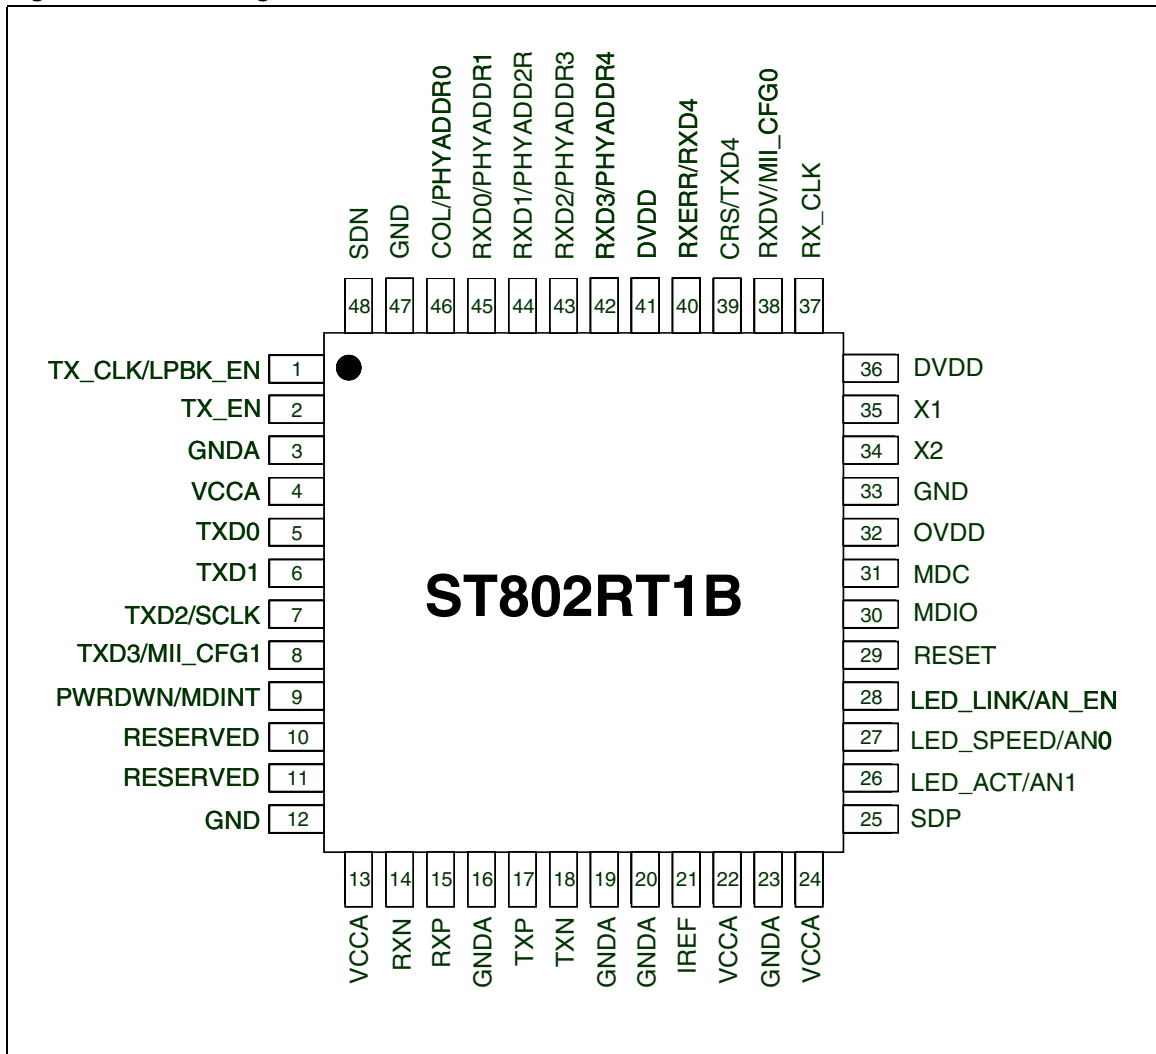 SDN
GND
COL/PHYADDR0
RXD0/PHYADDR1
RXD1/PHYADD2R
RXD2/PHYADDR3
RXD3/PHYADDR4
DVDD
RXERR/RXD4
CRS/TXD4
RXDV/MII_CFG0
RX_CLK
48 47 46 45 44 43 42 41 40 39 38 37
TX_CLK/LPBK_EN 1
TX_EN 2
GNDA 3
VCCA 4
TXD0 5
TXD1 6
TXD2/SCLK 7
TXD3/MII_CFG1 8
PWRDWN/MDINT 9
RESERVED 10
RESERVED 11
GND 12
ST802RT1B
36 DVDD
35 X1
34 X2
33 GND
32 OVDD
31 MDC
30 MDIO
29 RESET
28 LED_LINK/AN_EN
27 LED_SPEED/AN0
26 LED_ACT/AN1
25 SDP
13 14 15 16 17 18 19 20 21 22 23 24
VCCA
RXN
RXP
GNDA
TXP
TXN
GNDA
GNDA
IREF
VCCA
GNDA
VCCA